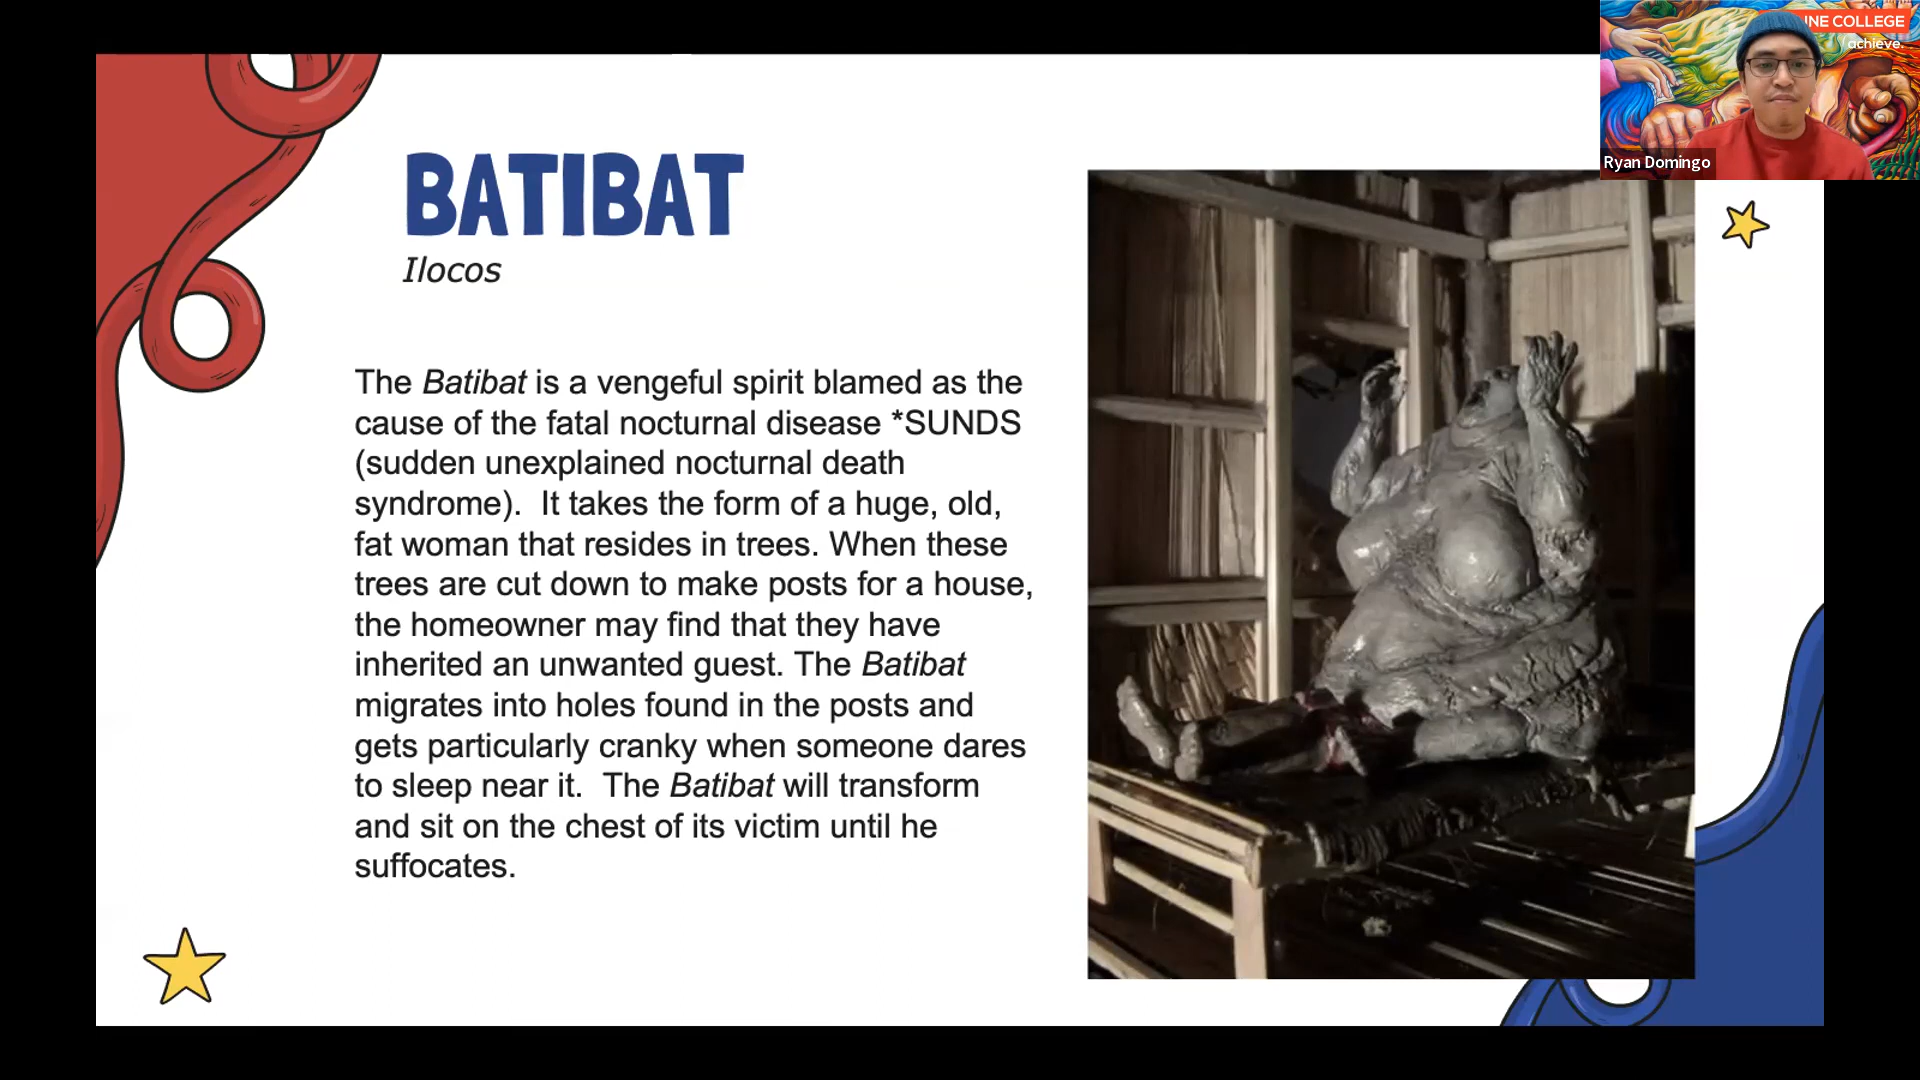 BATIBAT
Ilocos
The Batibat is a vengeful spirit blamed as the
cause of the fatal nocturnal disease *SUNDS
(sudden unexplained nocturnal death
syndrome).  It takes the form of a huge, old,
fat woman that resides in trees. When these
trees are cut down to make posts for a house,
the homeowner may find that they have
inherited an unwanted guest. The Batibat
migrates into holes found in the posts and
gets particularly cranky when someone dares
to sleep near it.  The Batibat will transform
and sit on the chest of its victim until he
suffocates.
COLLEGE
achieve.
Ryan Domingo